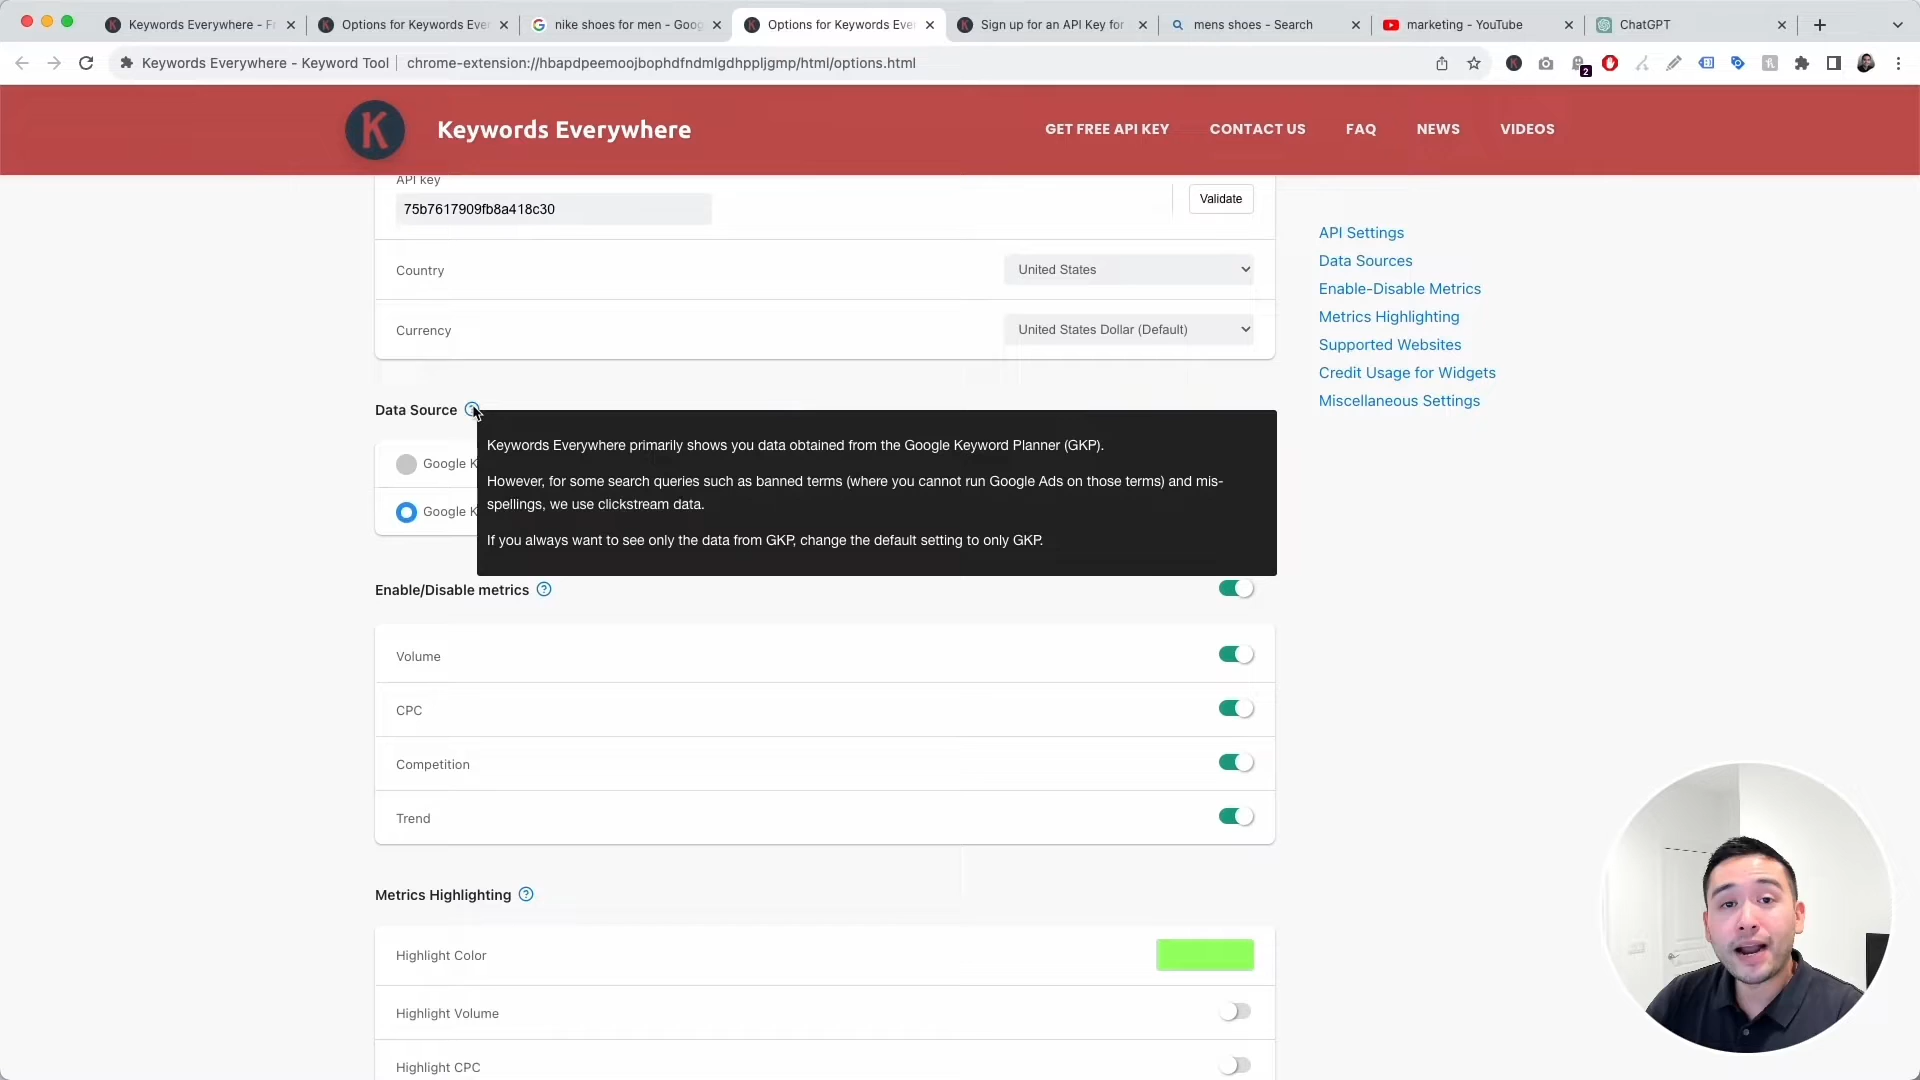 Keywords Everywhere - Fr
Options for Keywords Ever
nike shoes for men - Goog
Options for Keywords Ever
Sign up for an API Key for
mens shoes - Search
marketing - YouTube
ChatGPT
Keywords Everywhere - Keyword Tool
chrome-extension://hbapdpeemoojbophdfndmlgdhppljgmp/html/options.html
2
K
Keywords Everywhere
GET FREE API KEY
CONTACT US
FAQ
NEWS
VIDEOS
API key
75b7617909fb8a418c30
Validate
Country
United States
Currency
United States Dollar (Default)
API Settings
Data Sources
Enable-Disable Metrics
Metrics Highlighting
Supported Websites
Credit Usage for Widgets
Miscellaneous Settings
Data Source
Google K
Google K
Keywords Everywhere primarily shows you data obtained from the Google Keyword Planner (GKP).
However, for some search queries such as banned terms (where you cannot run Google Ads on those terms) and mis-
spellings, we use clickstream data.
If you always want to see only the data from GKP, change the default setting to only GKP.
Enable/Disable metrics ?
Volume
CPC
Competition
Trend
Metrics Highlighting ?
Highlight Color
Highlight Volume
Highlight CPC